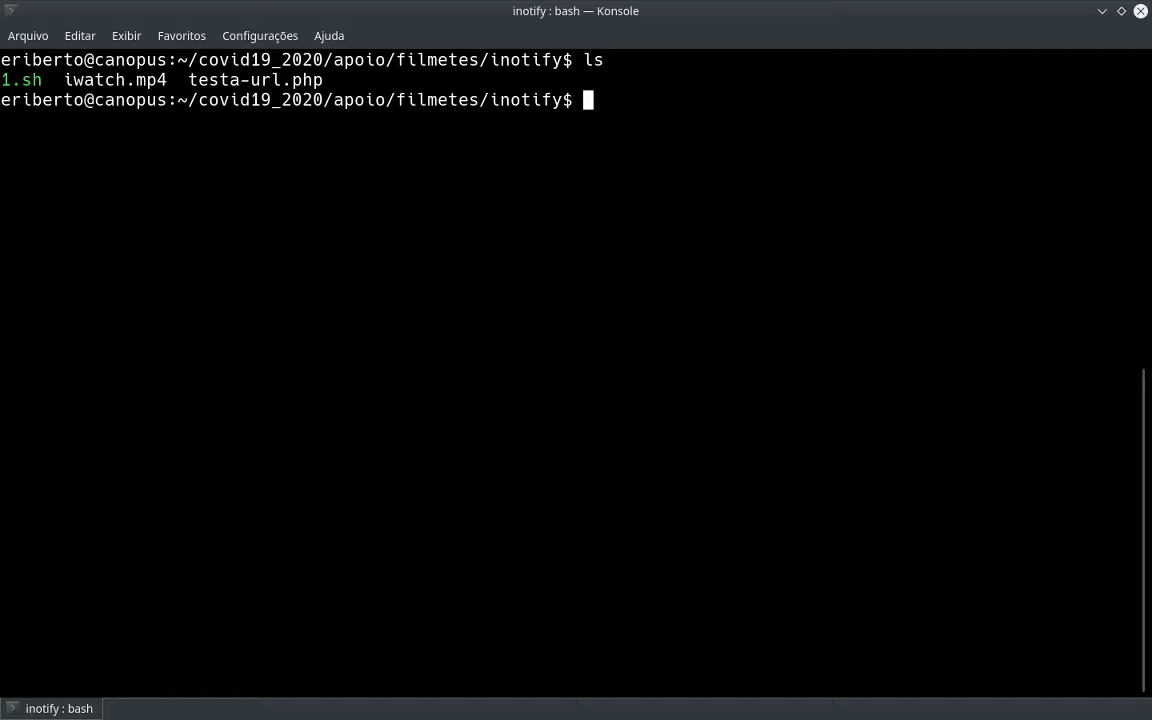 inotify : bash — Konsole
Arquivo Editar Exibir Favoritos Configurações Ajuda
eriberto@canopus:~/covid19_2020/apoio/filmetes/inotify$ ls
1.sh  iwatch.mp4  testa-url.php
eriberto@canopus:~/covid19_2020/apoio/filmetes/inotify$
inotify : bash